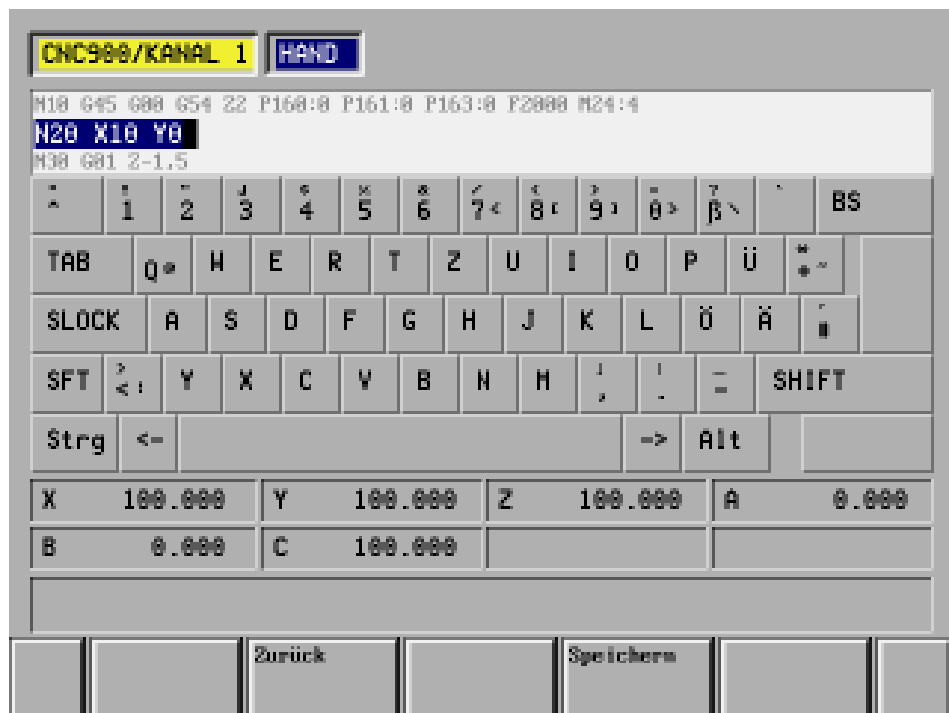 CNC900/KANAL 1 HAND
N10 G45 G00 G54 Z2 P160:0 P161:0 P163:0 F2000 M24:4
N20 X10 Y0
N30 G01 Z-1.5
^ 1 2 3 4 5 6 7 < 8 [ 9 ] 0 > ß \ ` BS
TAB Q @ W E R T Z U I O P Ü * ~
SLOCK A S D F G H J K L Ö Ä #
SFT > < : Y X C V B N M ; , . _ - SHIFT
Strg <- -> Alt
X 100.000 Y 100.000 Z 100.000 A 0.000
B 0.000 C 100.000
Zurück Speichern